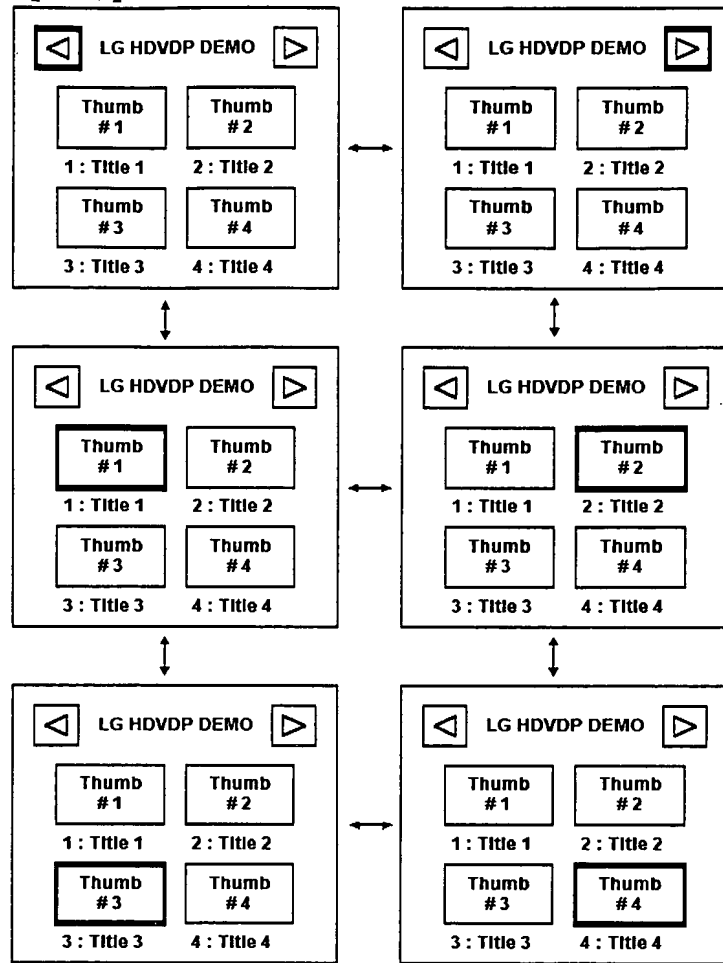 LG HDVDP DEMO
Thumb
#1
Thumb
#2
1 : Title 1
2 : Title 2
Thumb
#3
Thumb
#4
3 : Title 3
4 : Title 4
LG HDVDP DEMO
Thumb
#1
Thumb
#2
1 : Title 1
2 : Title 2
Thumb
#3
Thumb
#4
3 : Title 3
4 : Title 4
LG HDVDP DEMO
Thumb
#1
Thumb
#2
1 : Title 1
2 : Title 2
Thumb
#3
Thumb
#4
3 : Title 3
4 : Title 4
LG HDVDP DEMO
Thumb
#1
Thumb
#2
1 : Title 1
2 : Title 2
Thumb
#3
Thumb
#4
3 : Title 3
4 : Title 4
LG HDVDP DEMO
Thumb
#1
Thumb
#2
1 : Title 1
2 : Title 2
Thumb
#3
Thumb
#4
3 : Title 3
4 : Title 4
LG HDVDP DEMO
Thumb
#1
Thumb
#2
1 : Title 1
2 : Title 2
Thumb
#3
Thumb
#4
3 : Title 3
4 : Title 4